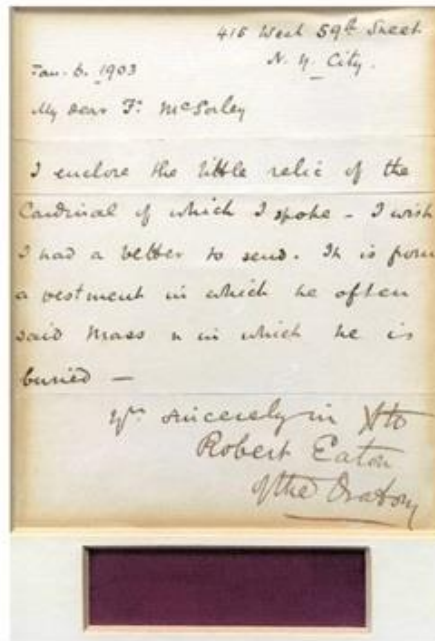 415 West 59th Street
N. Y. City.
Jan. 6. 1903
My dear Fr. McSorley
I enclose the little relic of the
Cardinal of which I spoke - I wish
I had a better to send. It is from
a vestment in which he often
said Mass & in which he is
buried —
Yrs sincerely in Xto
Robert Eaton
of the Oratory